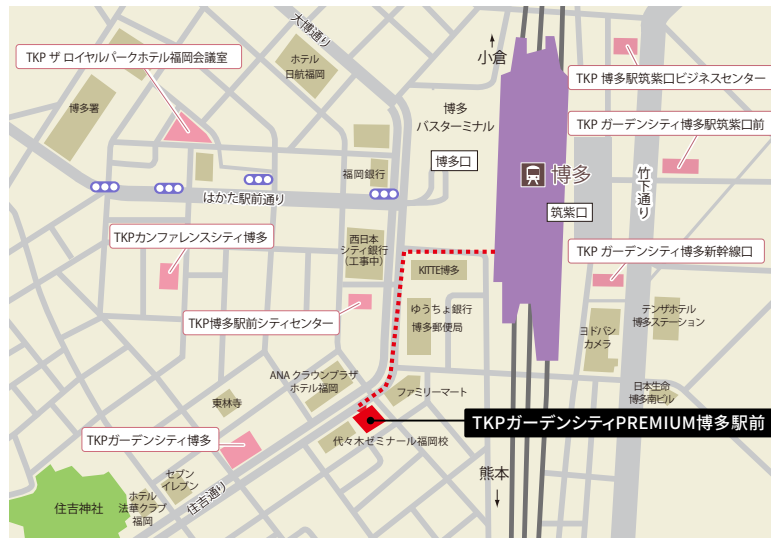 大博通り
小倉
TKP ザ ロイヤルパークホテル福岡会議室
ホテル
日航福岡
TKP 博多駅筑紫口ビジネスセンター
博多署
博多
バスターミナル
TKP ガーデンシティ博多駅筑紫口前
博多口
福岡銀行
博多
竹下通り
はかた駅前通り
筑紫口
TKPカンファレンスシティ博多
西日本
シティ銀行
(工事中)
TKP ガーデンシティ博多新幹線口
KITTE博多
TKP博多駅前シティセンター
ゆうちょ銀行
博多郵便局
テンザホテル
博多ステーション
ヨドバシ
カメラ
ANA クラウンプラザ
ホテル福岡
ファミリーマート
日本生命
博多南ビル
東林寺
TKPガーデンシティPREMIUM博多駅前
TKPガーデンシティ博多
代々木ゼミナール福岡校
熊本
セブン
イレブン
住吉通り
住吉神社
ホテル
法華クラブ
福岡